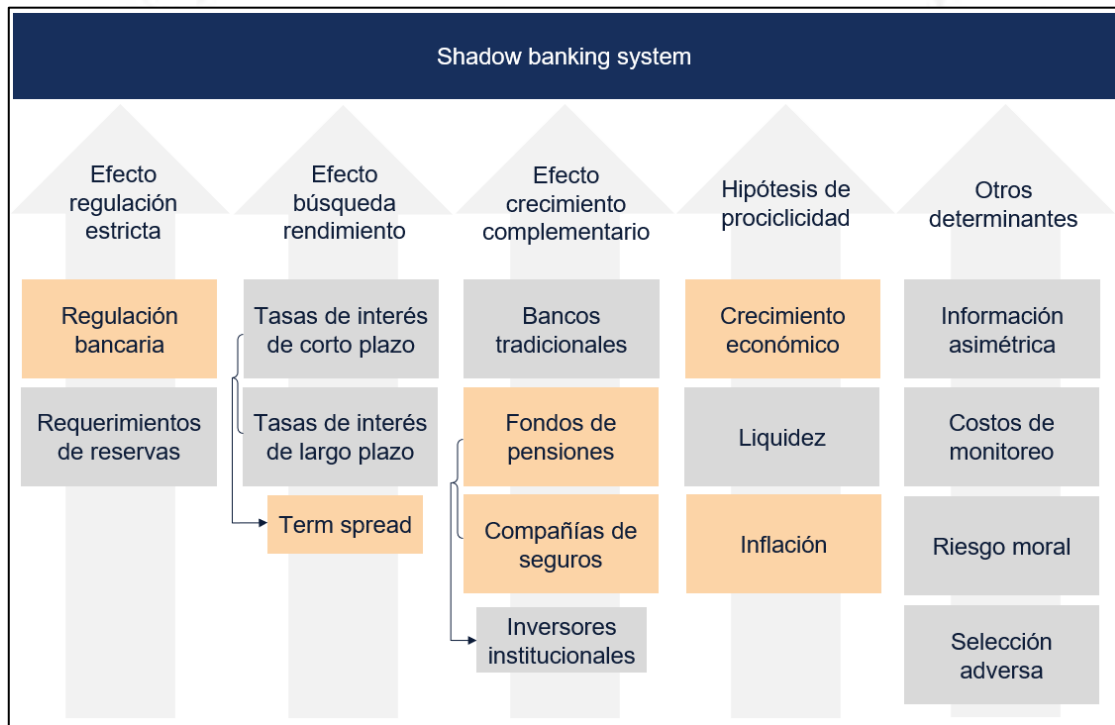 Shadow banking system
Efecto
regulación
estricta
Regulación
bancaria
Requerimientos
de reservas
Efecto
búsqueda
rendimiento
Tasas de interés
de corto plazo
Tasas de interés
de largo plazo
Term spread
Efecto
crecimiento
complementario
Bancos
tradicionales
Fondos de
pensiones
Compañías de
seguros
Inversores
institucionales
Hipótesis de
prociclicidad
Crecimiento
económico
Liquidez
Inflación
Otros
determinantes
Información
asimétrica
Costos de
monitoreo
Riesgo moral
Selección
adversa